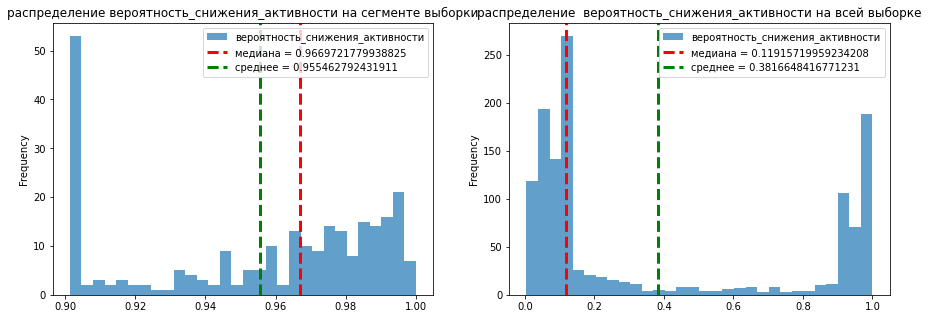 распределение вероятность_снижения_активности на сегменте выборки
вероятность_снижения_активности
медиана = 0.9669721779938825
среднее = 0.955462792431911
Frequency
50
40
30
20
10
0
0.90
0.92
0.94
0.96
0.98
1.00
распределение вероятность_снижения_активности на всей выборке
вероятность_снижения_активности
медиана = 0.11915719959234208
среднее = 0.3816648416771231
Frequency
250
200
150
100
50
0
0.0
0.2
0.4
0.6
0.8
1.0